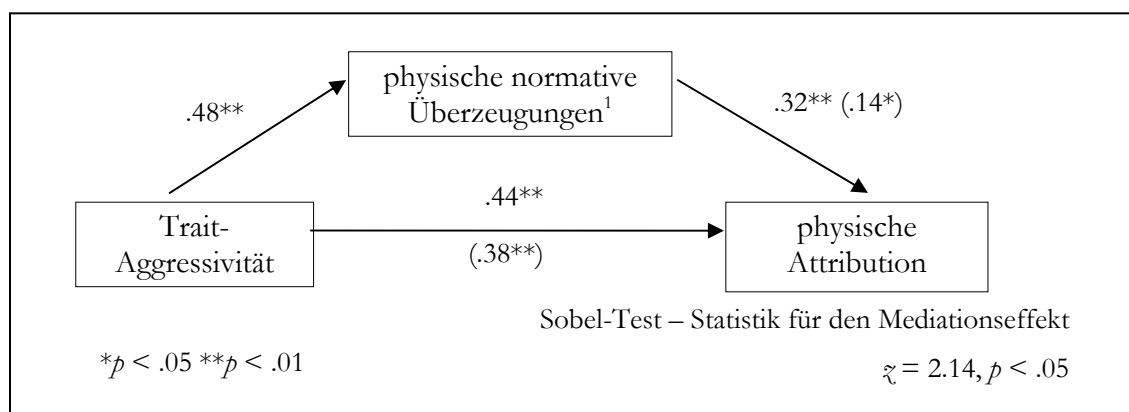 physische normative
Überzeugungen¹
.48**
.32** (.14*)
.44**
Trait-
Aggressivität
(.38**)
physische
Attribution
Sobel-Test – Statistik für den Mediationseffekt
*p < .05 **p < .01
z = 2.14, p < .05